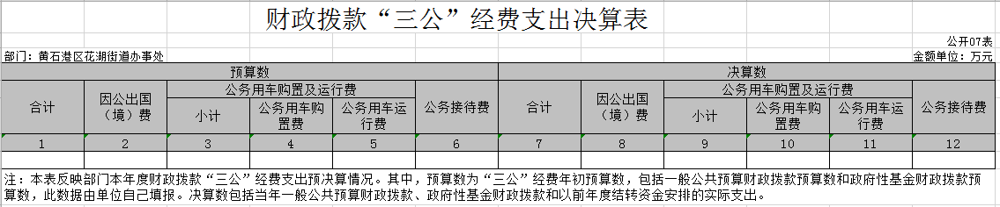 财政拨款“三公”经费支出决算表
公开07表
部门：黄石港区花湖街道办事处 金额单位：万元
预算数 决算数
合计 因公出国（境）费 公务用车购置及运行费 公务接待费 合计 因公出国（境）费 公务用车购置及运行费 公务接待费
小计 公务用车购置费 公务用车运行费 小计 公务用车购置费 公务用车运行费
1 2 3 4 5 6 7 8 9 10 11 12
注：本表反映部门本年度财政拨款“三公”经费支出预决算情况。其中，预算数为“三公”经费年初预算数，包括一般公共预算财政拨款预算数和政府性基金财政拨款预
算数，此数据由单位自己填报。决算数包括当年一般公共预算财政拨款、政府性基金财政拨款和以前年度结转资金安排的实际支出。